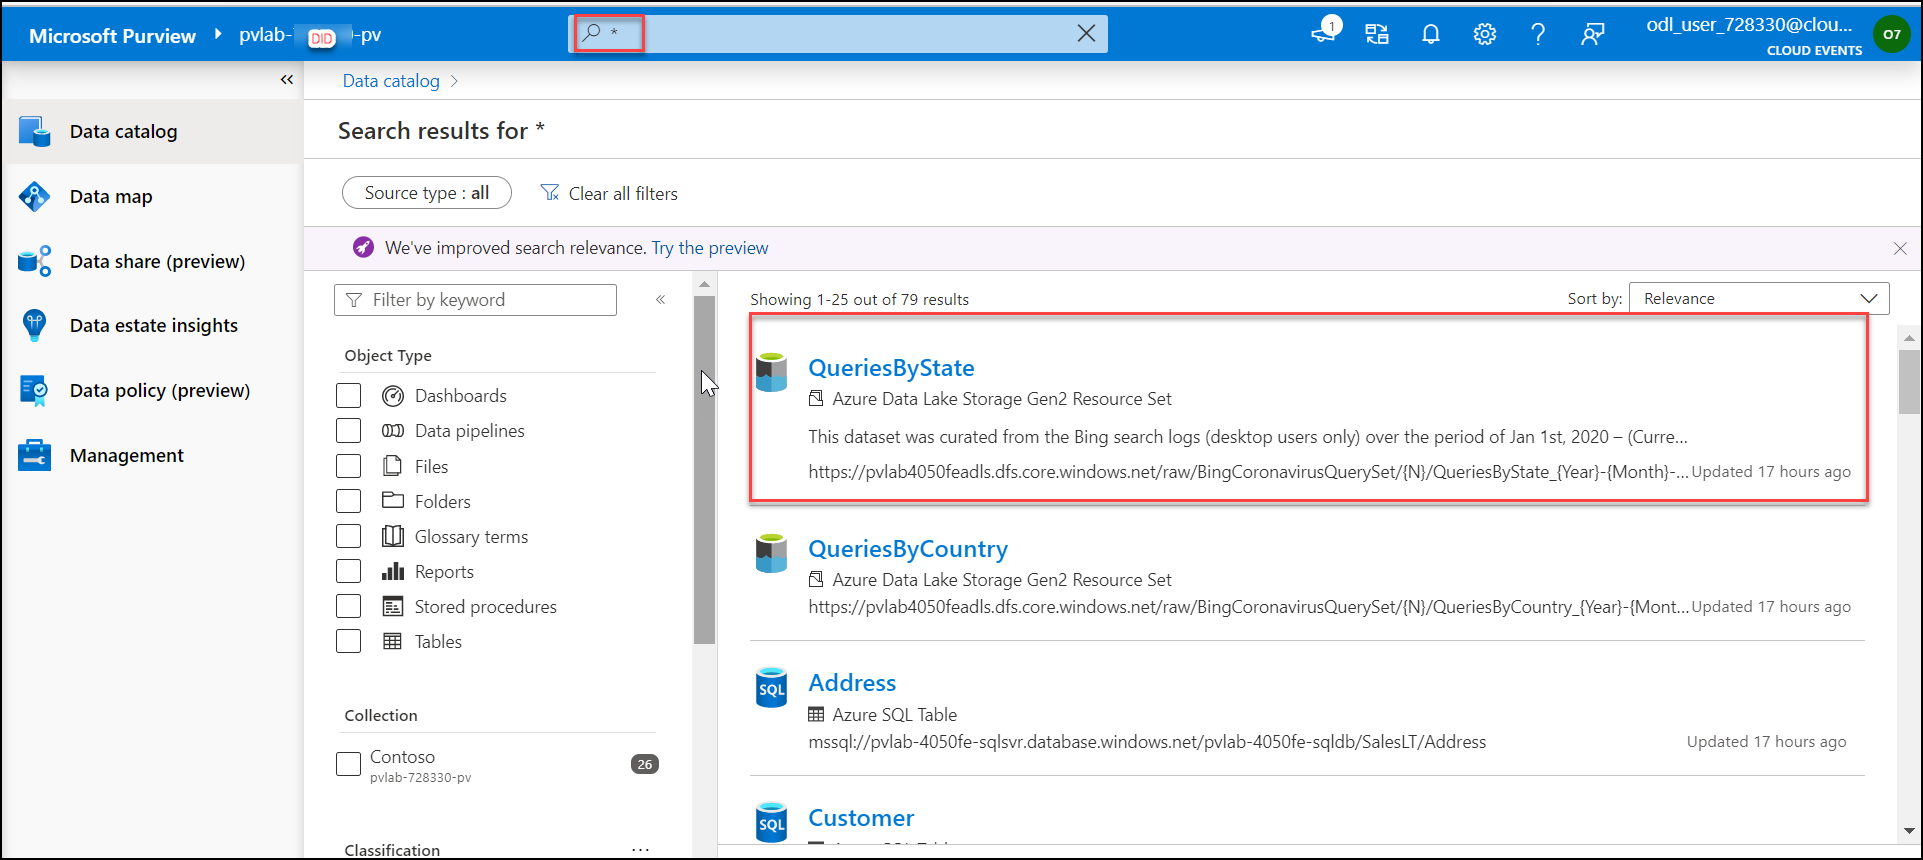 Microsoft Purview pvlab- DID -pv
*
1
odl_user_728330@clou...
CLOUD EVENTS
O7
«
Data catalog
Data map
Data share (preview)
Data estate insights
Data policy (preview)
Management
Data catalog >
Search results for *
Source type : all
Clear all filters
We've improved search relevance. Try the preview
Filter by keyword
«
Object Type
Dashboards
Data pipelines
Files
Folders
Glossary terms
Reports
Stored procedures
Tables
Collection
Contoso
pvlab-728330-pv
26
Classification ...
Showing 1-25 out of 79 results
Sort by: Relevance
QueriesByState
Azure Data Lake Storage Gen2 Resource Set
This dataset was curated from the Bing search logs (desktop users only) over the period of Jan 1st, 2020 – (Curre...
https://pvlab4050feadls.dfs.core.windows.net/raw/BingCoronavirusQuerySet/{N}/QueriesByState_{Year}-{Month}-... Updated 17 hours ago
QueriesByCountry
Azure Data Lake Storage Gen2 Resource Set
https://pvlab4050feadls.dfs.core.windows.net/raw/BingCoronavirusQuerySet/{N}/QueriesByCountry_{Year}-{Mont... Updated 17 hours ago
SQL
Address
Azure SQL Table
mssql://pvlab-4050fe-sqlsvr.database.windows.net/pvlab-4050fe-sqldb/SalesLT/Address
Updated 17 hours ago
SQL
Customer